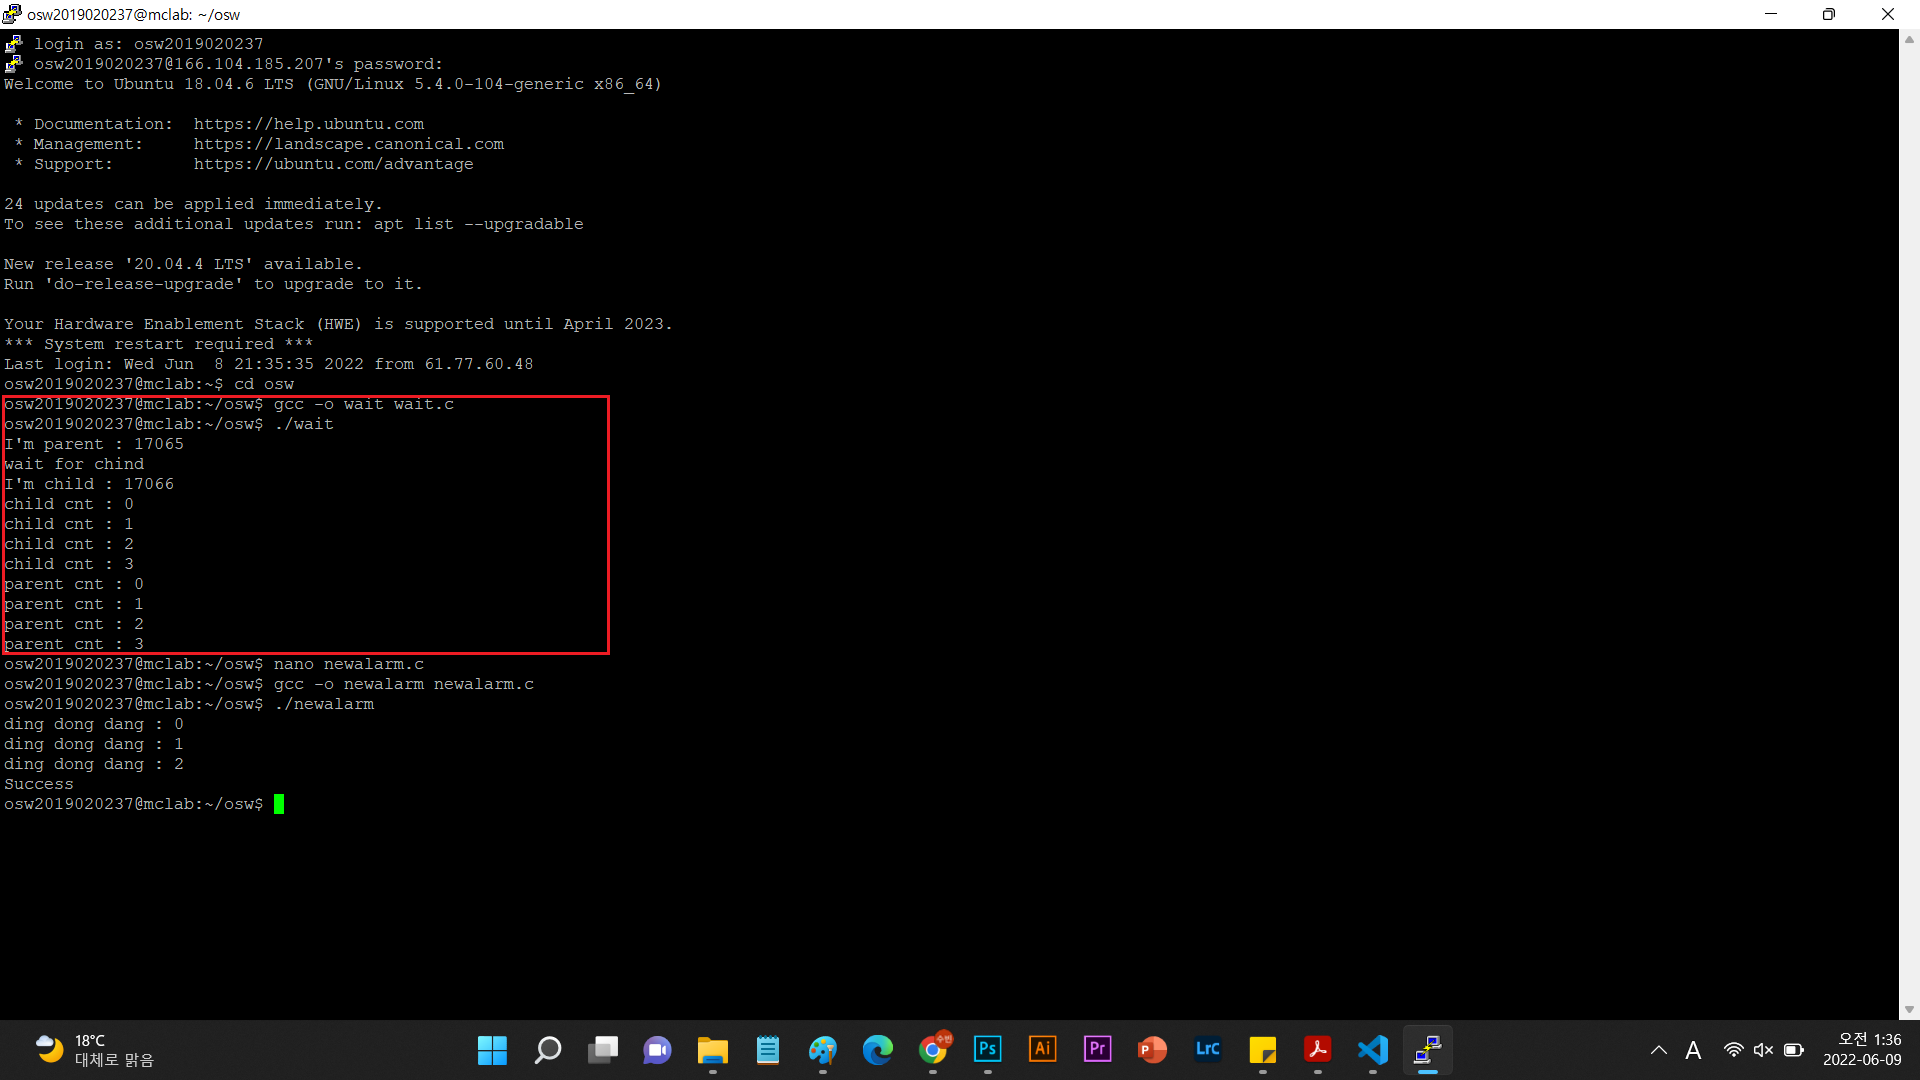 osw2019020237@mclab: ~/osw
login as: osw2019020237
osw2019020237@166.104.185.207's password:
Welcome to Ubuntu 18.04.6 LTS (GNU/Linux 5.4.0-104-generic x86_64)
* Documentation:  https://help.ubuntu.com
* Management:     https://landscape.canonical.com
* Support:        https://ubuntu.com/advantage
24 updates can be applied immediately.
To see these additional updates run: apt list --upgradable
New release '20.04.4 LTS' available.
Run 'do-release-upgrade' to upgrade to it.
Your Hardware Enablement Stack (HWE) is supported until April 2023.
*** System restart required ***
Last login: Wed Jun  8 21:35:35 2022 from 61.77.60.48
osw2019020237@mclab:~$ cd osw
osw2019020237@mclab:~/osw$ gcc -o wait wait.c
osw2019020237@mclab:~/osw$ ./wait
I'm parent : 17065
wait for chind
I'm child : 17066
child cnt : 0
child cnt : 1
child cnt : 2
child cnt : 3
parent cnt : 0
parent cnt : 1
parent cnt : 2
parent cnt : 3
osw2019020237@mclab:~/osw$ nano newalarm.c
osw2019020237@mclab:~/osw$ gcc -o newalarm newalarm.c
osw2019020237@mclab:~/osw$ ./newalarm
ding dong dang : 0
ding dong dang : 1
ding dong dang : 2
Success
osw2019020237@mclab:~/osw$
18°C
대체로 맑음
수빈
Ps
Ai
Pr
P
LrC
A
오전 1:36
2022-06-09